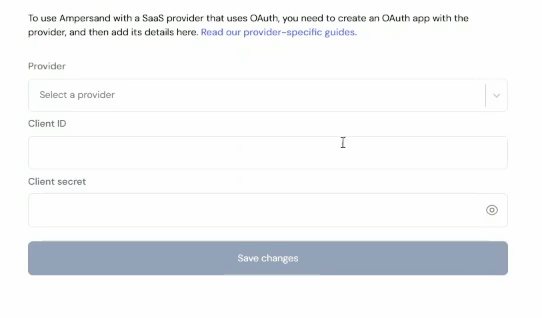 To use Ampersand with a SaaS provider that uses OAuth, you need to create an OAuth app with the
provider, and then add its details here. Read our provider-specific guides.
Provider
Select a provider
Client ID
Client secret
Save changes